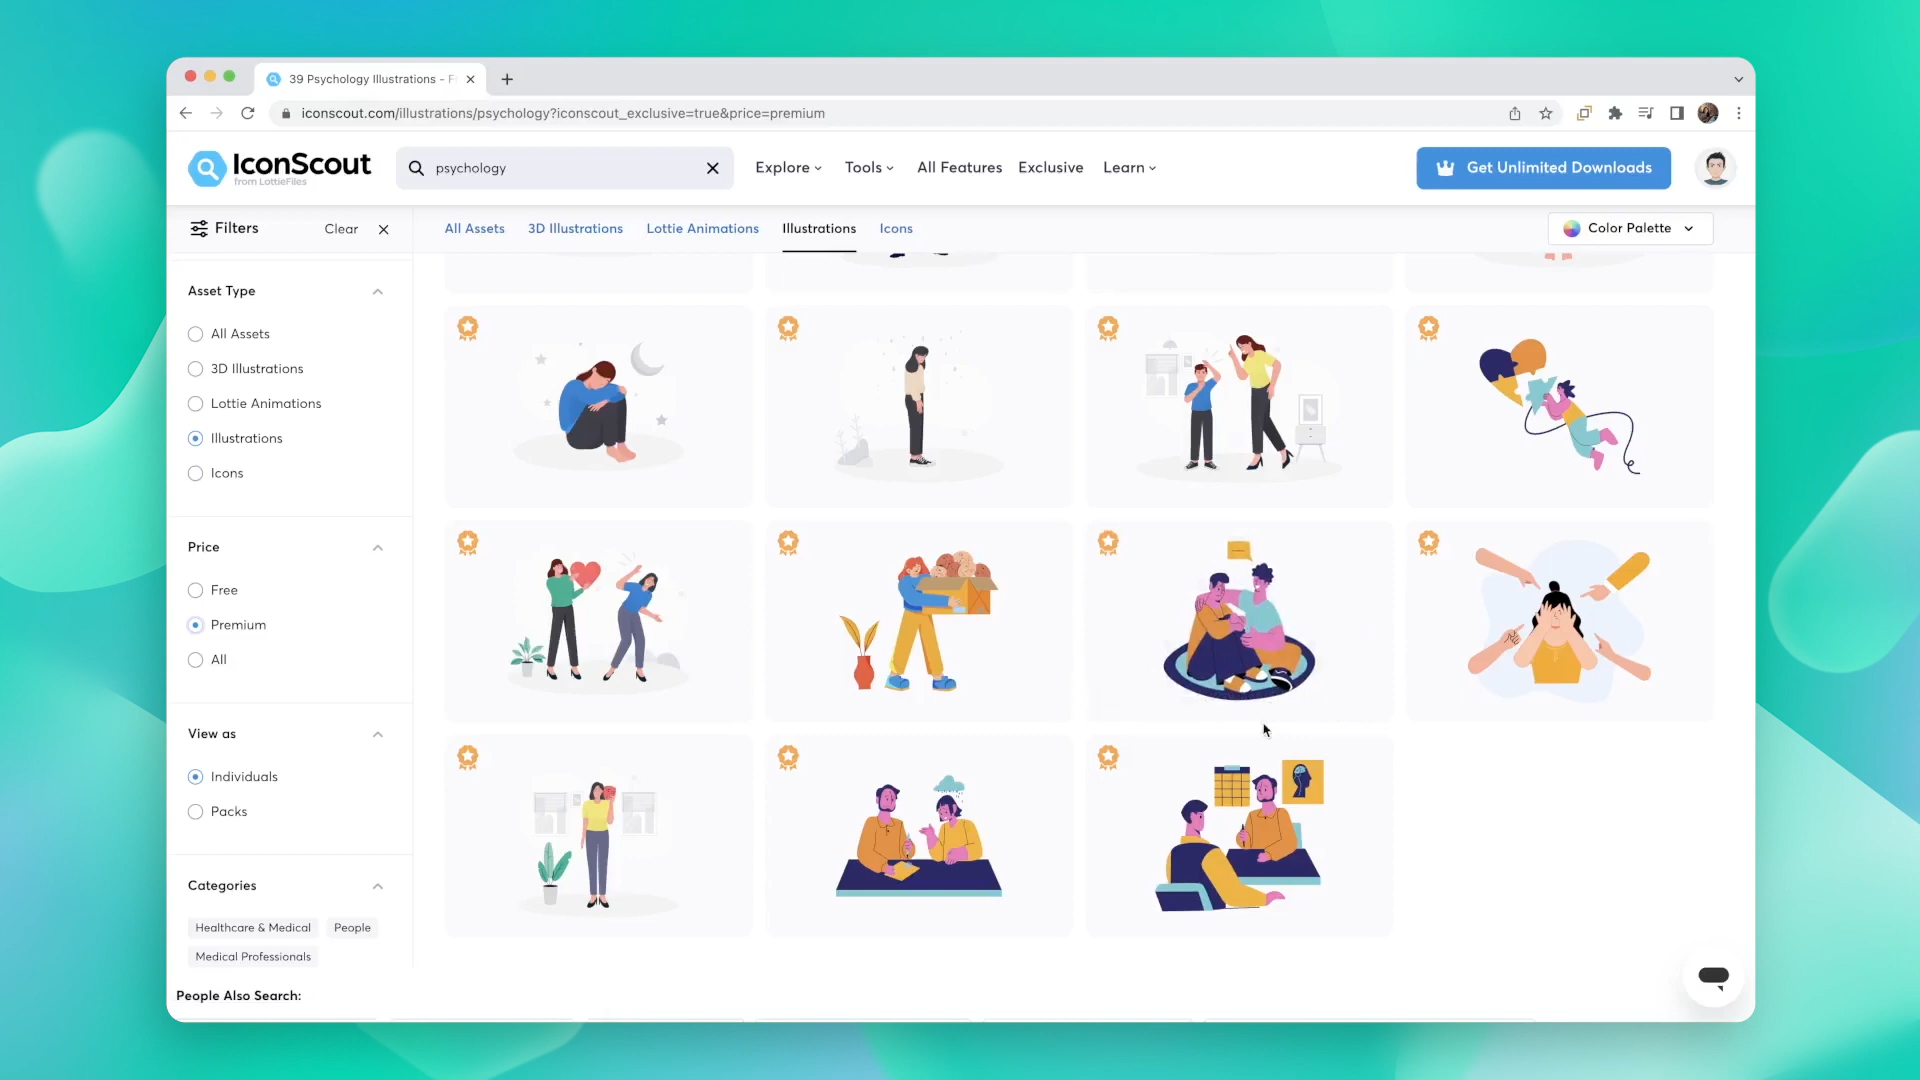 39 Psychology Illustrations - F
iconscout.com/illustrations/psychology?iconscout_exclusive=true&price=premium
IconScout
from LottieFiles
psychology
Explore
Tools
All Features
Exclusive
Learn
Get Unlimited Downloads
Filters
Clear
All Assets
3D Illustrations
Lottie Animations
Illustrations
Icons
Color Palette
Asset Type
All Assets
3D Illustrations
Lottie Animations
Illustrations
Icons
Price
Free
Premium
All
View as
Individuals
Packs
Categories
Healthcare & Medical
People
Medical Professionals
People Also Search: